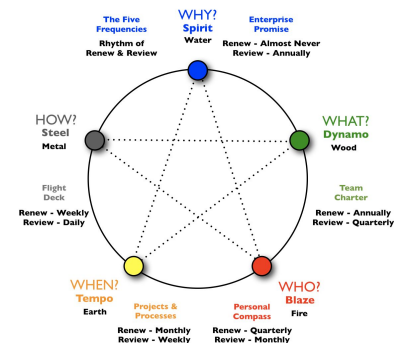 The Five
Frequencies
Rhythm of
Renew & Review
WHY?
Spirit
Water
Enterprise
Promise
Renew - Almost Never
Review - Annually
HOW?
Steel
Metal
WHAT?
Dynamo
Wood
Flight
Deck
Renew - Weekly
Review - Daily
Team
Charter
Renew - Annually
Review - Quarterly
WHEN?
Tempo
Earth
Projects &
Processes
Renew - Monthly
Review - Weekly
Personal
Compass
Renew - Quarterly
Review - Monthly
WHO?
Blaze
Fire